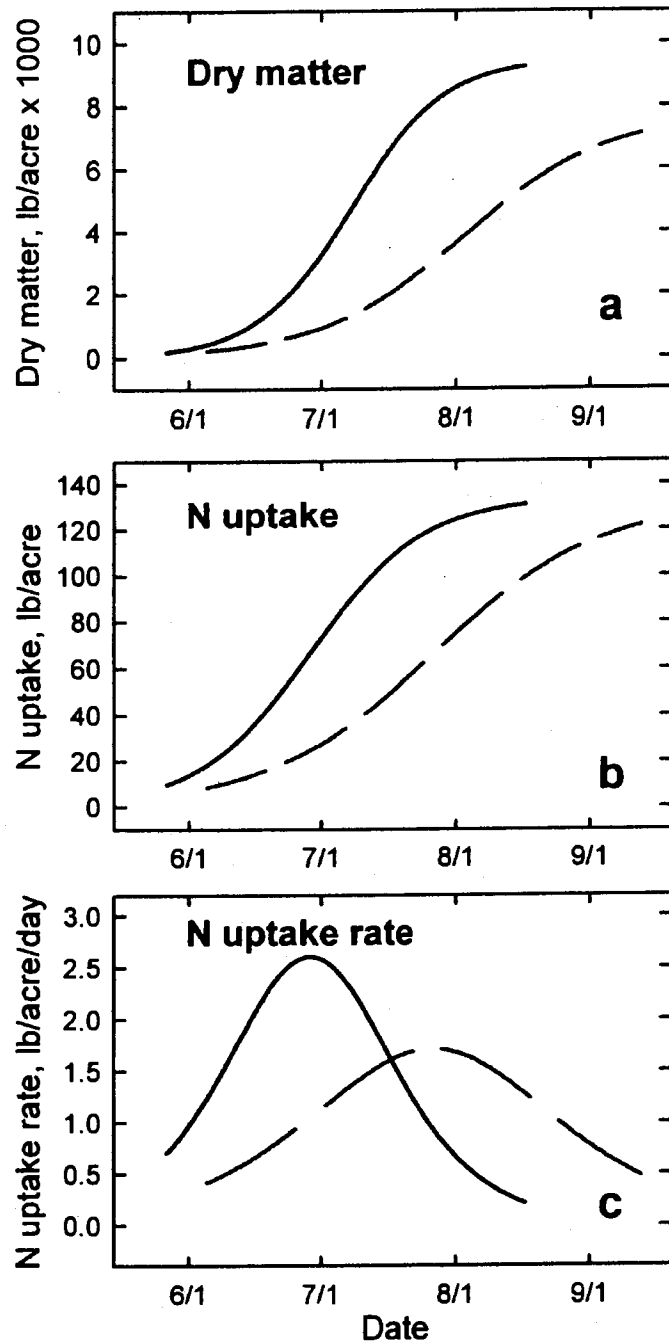 Dry matter, lb/acre x 1000
10
8
6
4
2
0
Dry matter
a
6/1 7/1 8/1 9/1
N uptake, lb/acre
140
120
100
80
60
40
20
0
N uptake
b
6/1 7/1 8/1 9/1
N uptake rate, lb/acre/day
3.0
2.5
2.0
1.5
1.0
0.5
0.0
N uptake rate
c
6/1 7/1 8/1 9/1
Date